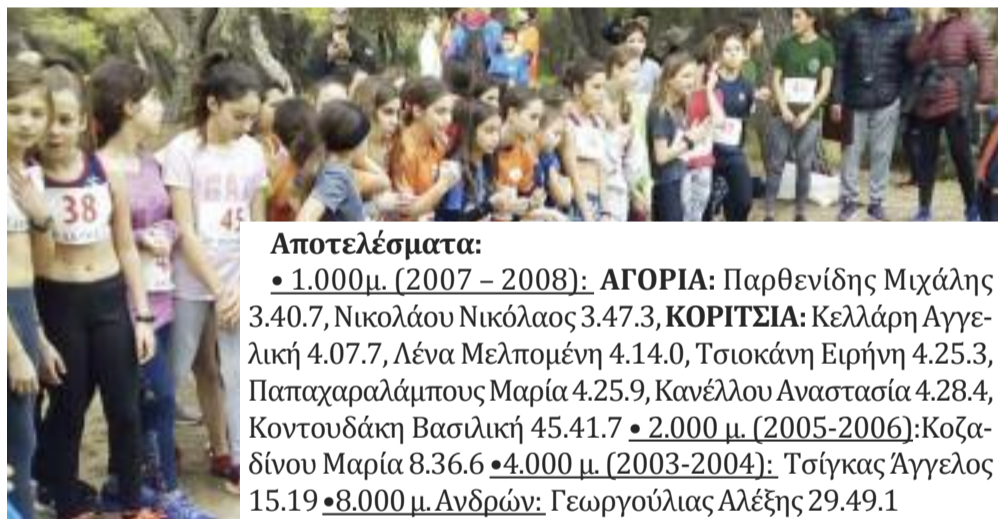 38
45
Αποτελέσματα:
• 1.000μ. (2007 – 2008): ΑΓΟΡΙΑ: Παρθενίδης Μιχάλης
3.40.7, Νικολάου Νικόλαος 3.47.3, ΚΟΡΙΤΣΙΑ: Κελλάρη Αγγε-
λική 4.07.7, Λένα Μελπομένη 4.14.0, Τσιοκάνη Ειρήνη 4.25.3,
Παπαχαραλάμπους Μαρία 4.25.9, Κανέλλου Αναστασία 4.28.4,
Κοντουδάκη Βασιλική 45.41.7 • 2.000 μ. (2005-2006):Κοζα-
δίνου Μαρία 8.36.6 •4.000 μ. (2003-2004): Τσίγκας Άγγελος
15.19 •8.000 μ. Ανδρών: Γεωργούλιας Αλέξης 29.49.1